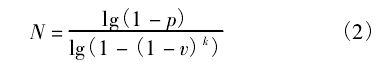 N = lg(1 − p) / lg(1 − (1 − v)^k) (2)